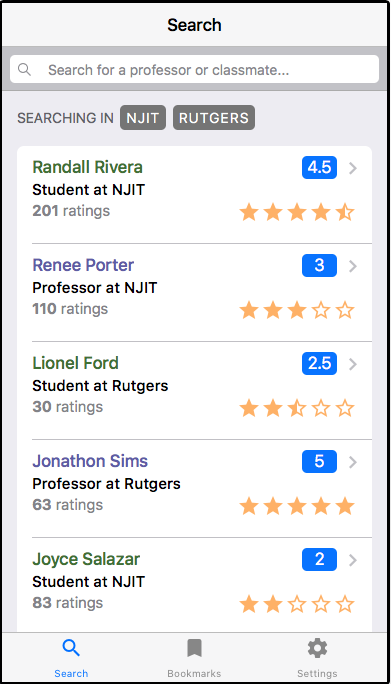 Search
Search for a professor or classmate...
SEARCHING IN NJIT RUTGERS
Randall Rivera 4.5
Student at NJIT
201 ratings
Renee Porter 3
Professor at NJIT
110 ratings
Lionel Ford 2.5
Student at Rutgers
30 ratings
Jonathon Sims 5
Professor at Rutgers
63 ratings
Joyce Salazar 2
Student at NJIT
83 ratings
Search Bookmarks Settings